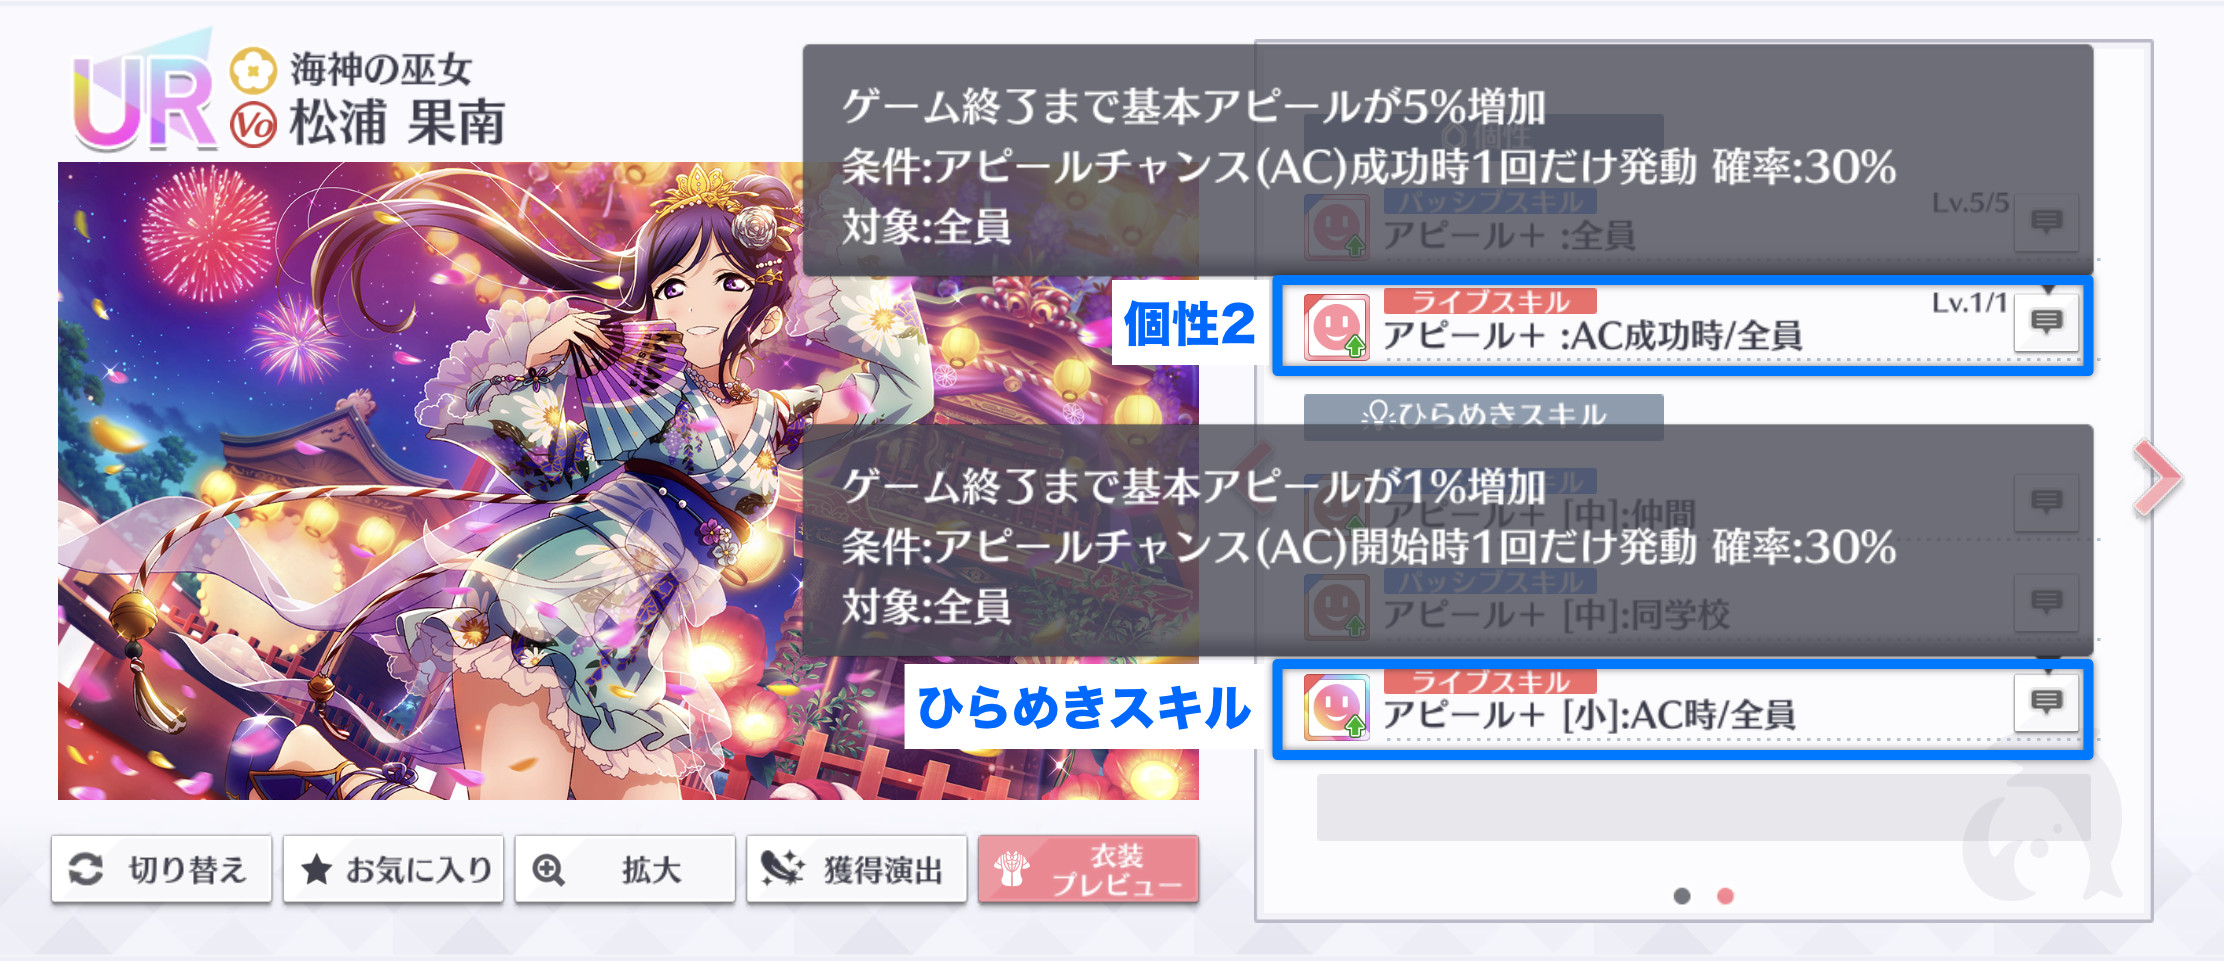 UR
海神の巫女
Vo
松浦 果南
ゲーム終了まで基本アピールが5%増加
条件:アピールチャンス(AC)成功時1回だけ発動 確率:30%
対象:全員
個性
パッシブスキル
Lv.5/5
アピール+ :全員
個性2
ライブスキル
Lv.1/1
アピール+ :AC成功時/全員
ひらめきスキル
ゲーム終了まで基本アピールが1%増加
条件:アピールチャンス(AC)開始時1回だけ発動 確率:30%
対象:全員
アピール+ [中]:仲間
パッシブスキル
アピール+ [中]:同学校
ひらめきスキル
ライブスキル
アピール+ [小]:AC時/全員
切り替え
お気に入り
拡大
獲得演出
衣装
プレビュー